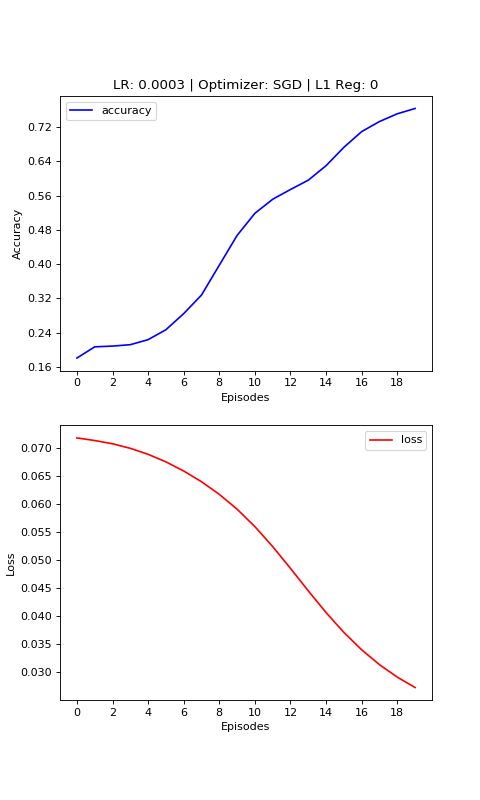 LR: 0.0003 | Optimizer: SGD | L1 Reg: 0
accuracy
0.72
0.64
0.56
0.48
0.40
0.32
0.24
0.16
Accuracy
0 2 4 6 8 10 12 14 16 18
Episodes
loss
0.070
0.065
0.060
0.055
0.050
0.045
0.040
0.035
0.030
Loss
0 2 4 6 8 10 12 14 16 18
Episodes